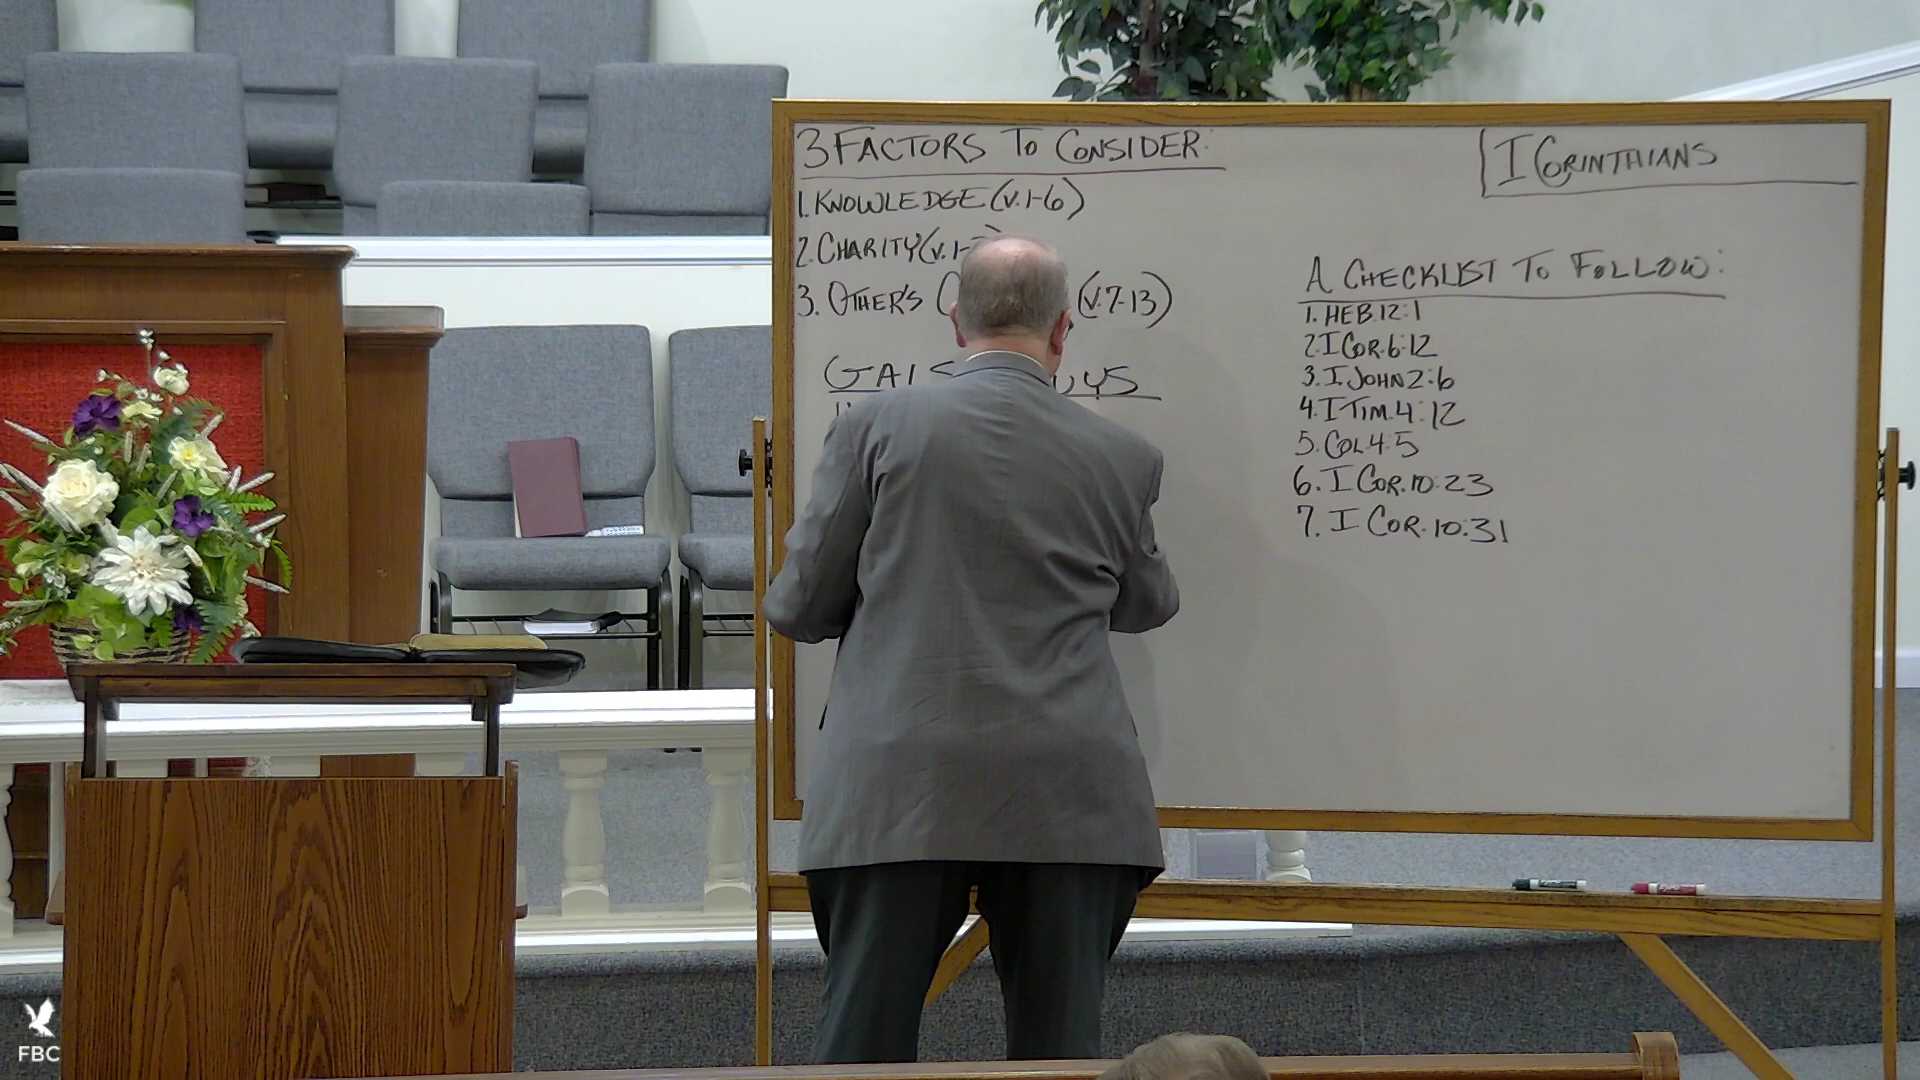 3 FACTORS TO CONSIDER:
1. KNOWLEDGE (V.1-6)
2. CHARITY (V.1-
3. OTHER'S (V.7-13)
GALS
I CORINTHIANS
A CHECKLIST TO FOLLOW:
1. HEB. 12:1
2. I COR. 6:12
3. I. JOHN 2:6
4. I TIM. 4:12
5. COL. 4:5
6. I COR. 10:23
7. I COR. 10:31
FBC